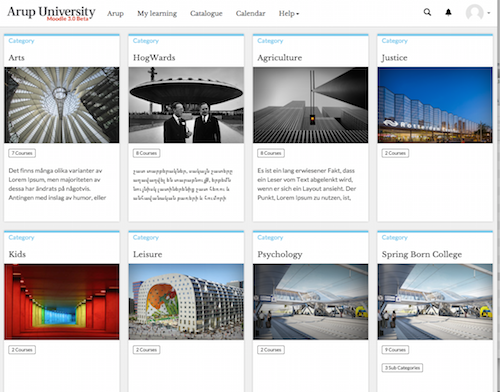 Arup University
Moodle 3.0 Beta
Arup My learning Catalogue Calendar Help
Category
Arts
7 Courses
Det finns många olika varianter av
Lorem Ipsum, men majoriteten av
dessa har ändrats på någotvis.
Antingen med inslag av humor, eller
Category
HogWards
8 Courses
Category
Agriculture
8 Courses
Es ist ein lang erwiesener Fakt, dass
ein Leser vom Text abgelenkt wird,
wenn er sich ein Layout ansieht. Der
Punkt, Lorem Ipsum zu nutzen, ist,
Category
Justice
2 Courses
Category
Kids
2 Courses
Category
Leisure
2 Courses
Category
Psychology
2 Courses
Category
Spring Born College
9 Courses
3 Sub Categories